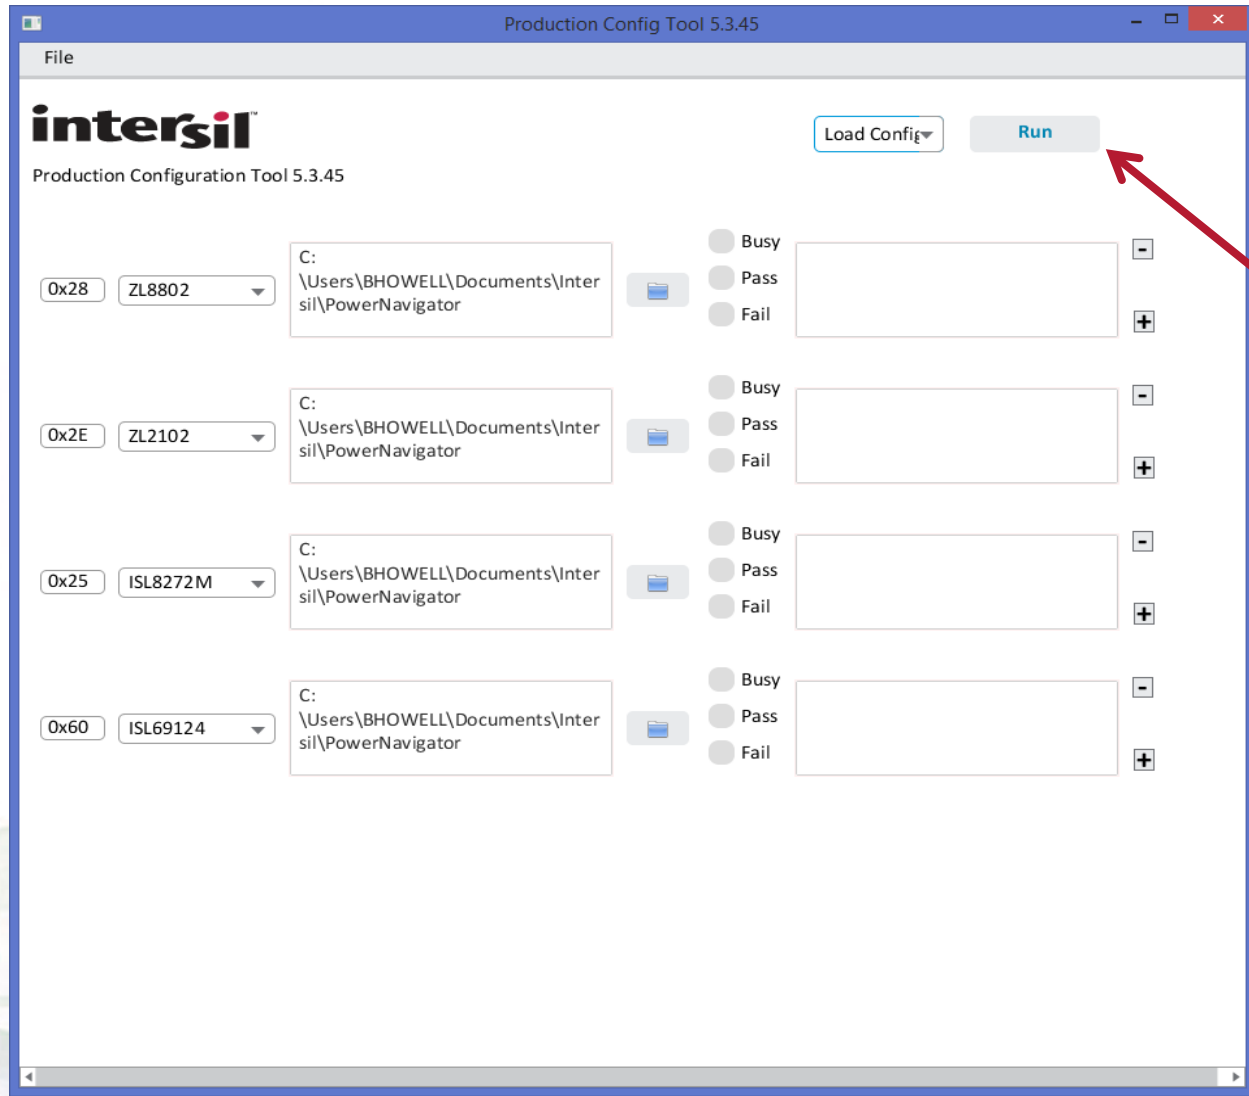 Production Config Tool 5.3.45
File
intersil™
Load Config
Run
Production Configuration Tool 5.3.45
0x28
ZL8802
C:
\Users\BHOWELL\Documents\Inter
sil\PowerNavigator
Busy
Pass
Fail
-
+
0x2E
ZL2102
C:
\Users\BHOWELL\Documents\Inter
sil\PowerNavigator
Busy
Pass
Fail
-
+
0x25
ISL8272M
C:
\Users\BHOWELL\Documents\Inter
sil\PowerNavigator
Busy
Pass
Fail
-
+
0x60
ISL69124
C:
\Users\BHOWELL\Documents\Inter
sil\PowerNavigator
Busy
Pass
Fail
-
+